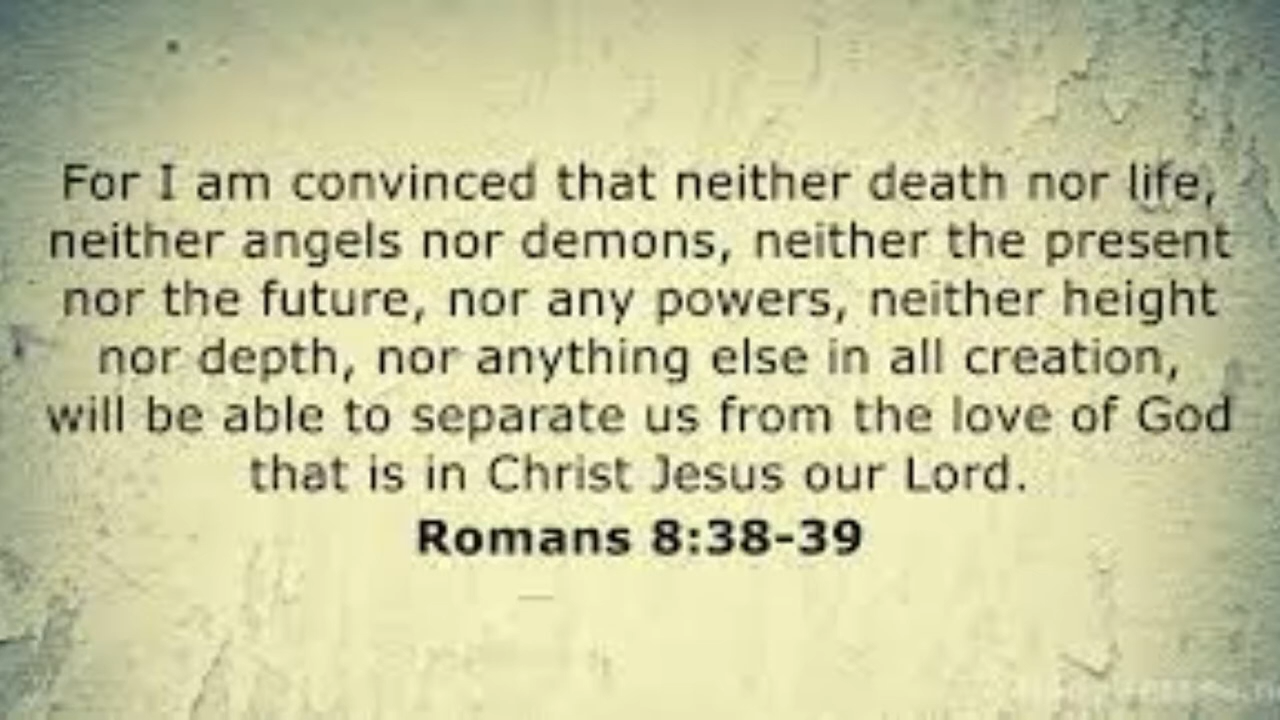 For I am convinced that neither death nor life,
neither angels nor demons, neither the present
nor the future, nor any powers, neither height
nor depth, nor anything else in all creation,
will be able to separate us from the love of God
that is in Christ Jesus our Lord.
Romans 8:38-39